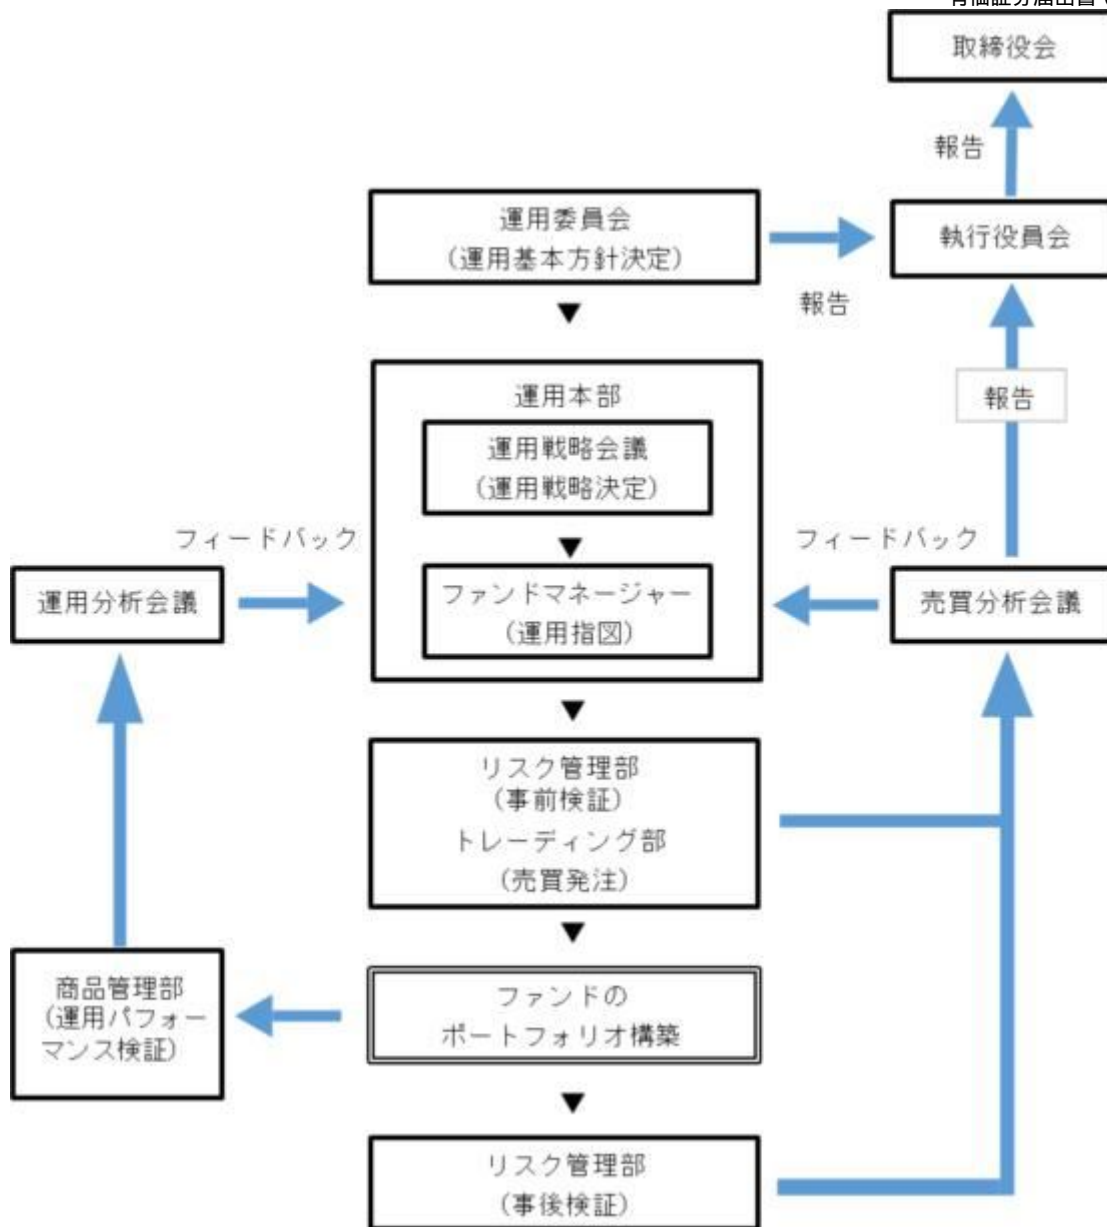 有価証券届出書
取締役会
報告
運用委員会
(運用基本方針決定)
執行役員会
報告
運用本部
報告
運用戦略会議
(運用戦略決定)
フィードバック
フィードバック
運用分析会議
ファンドマネージャー
(運用指図)
売買分析会議
リスク管理部
(事前検証)
トレーディング部
(売買発注)
商品管理部
(運用パフォー
マンス検証)
ファンドの
ポートフォリオ構築
リスク管理部
(事後検証)